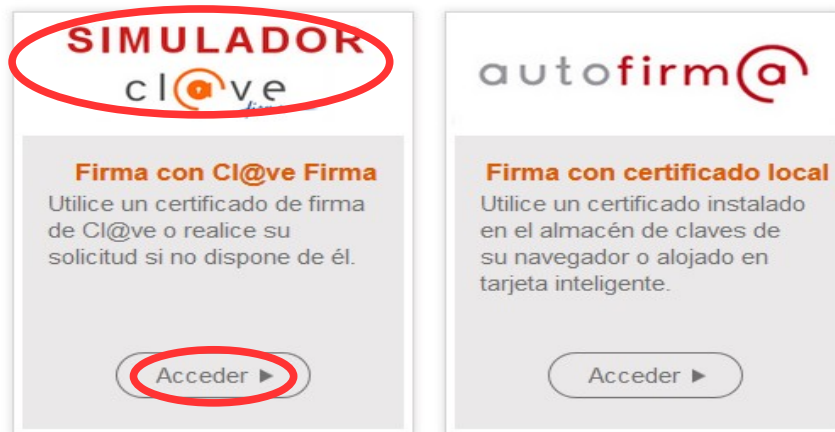 SIMULADOR
cl@ve
firma
Firma con Cl@ve Firma
Utilice un certificado de firma
de Cl@ve o realice su
solicitud si no dispone de él.
Acceder ►
autofirm@
Firma con certificado local
Utilice un certificado instalado
en el almacén de claves de
su navegador o alojado en
tarjeta inteligente.
Acceder ►